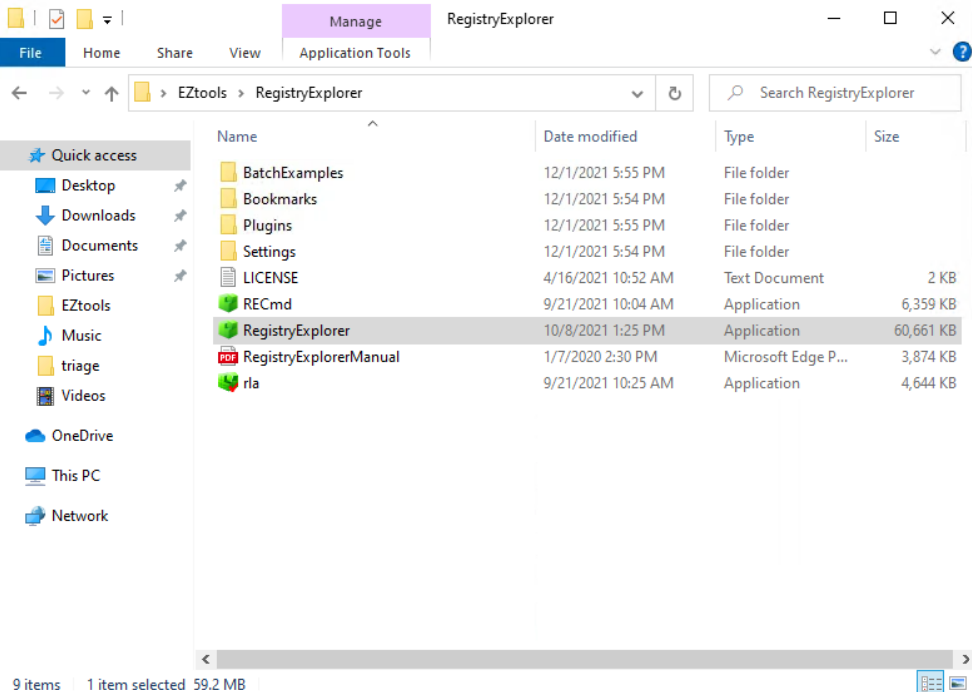 Manage RegistryExplorer
File Home Share View Application Tools
EZtools RegistryExplorer Search RegistryExplorer
Name Date modified Type Size
Quick access
Desktop
Downloads
Documents
Pictures
EZtools
Music
triage
Videos
OneDrive
This PC
Network
BatchExamples 12/1/2021 5:55 PM File folder
Bookmarks 12/1/2021 5:54 PM File folder
Plugins 12/1/2021 5:55 PM File folder
Settings 12/1/2021 5:54 PM File folder
LICENSE 4/16/2021 10:52 AM Text Document 2 KB
RECmd 9/21/2021 10:04 AM Application 6,359 KB
RegistryExplorer 10/8/2021 1:25 PM Application 60,661 KB
PDF RegistryExplorerManual 1/7/2020 2:30 PM Microsoft Edge P... 3,874 KB
rla 9/21/2021 10:25 AM Application 4,644 KB
9 items 1 item selected 59.2 MB